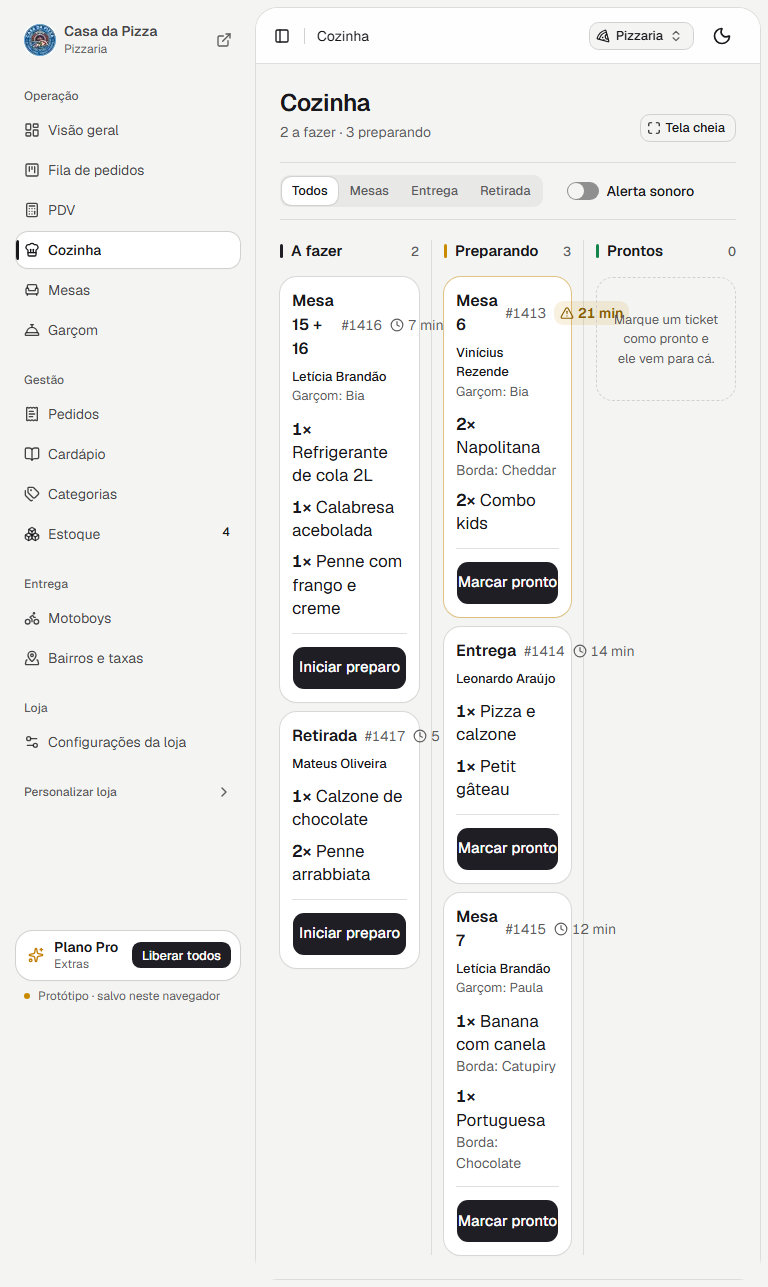 Casa da Pizza
Pizzaria
Operação
Visão geral
Fila de pedidos
PDV
Cozinha
Mesas
Garçom
Gestão
Pedidos
Cardápio
Categorias
Estoque 4
Entrega
Motoboys
Bairros e taxas
Loja
Configurações da loja
Personalizar loja
Plano Pro
Extras
Liberar todos
Protótipo · salvo neste navegador
Cozinha
Pizzaria
Cozinha
2 a fazer · 3 preparando
Tela cheia
Todos Mesas Entrega Retirada
Alerta sonoro
A fazer 2
Mesa
15 +
16
#1416 7 min
Letícia Brandão
Garçom: Bia
1×
Refrigerante
de cola 2L
1× Calabresa
acebolada
1× Penne com
frango e
creme
Iniciar preparo
Retirada #1417 5
Mateus Oliveira
1× Calzone de
chocolate
2× Penne
arrabbiata
Iniciar preparo
Preparando 3
Mesa
6
#1413 21 min
Vinícius
Rezende
Garçom: Bia
2×
Napolitana
Borda: Cheddar
2× Combo
kids
Marcar pronto
Entrega #1414 14 min
Leonardo Araújo
1× Pizza e
calzone
1× Petit
gâteau
Marcar pronto
Mesa
7
#1415 12 min
Letícia Brandão
Garçom: Paula
1× Banana
com canela
Borda: Catupiry
1×
Portuguesa
Borda:
Chocolate
Marcar pronto
Prontos 0
Marque um ticket
como pronto e
ele vem para cá.